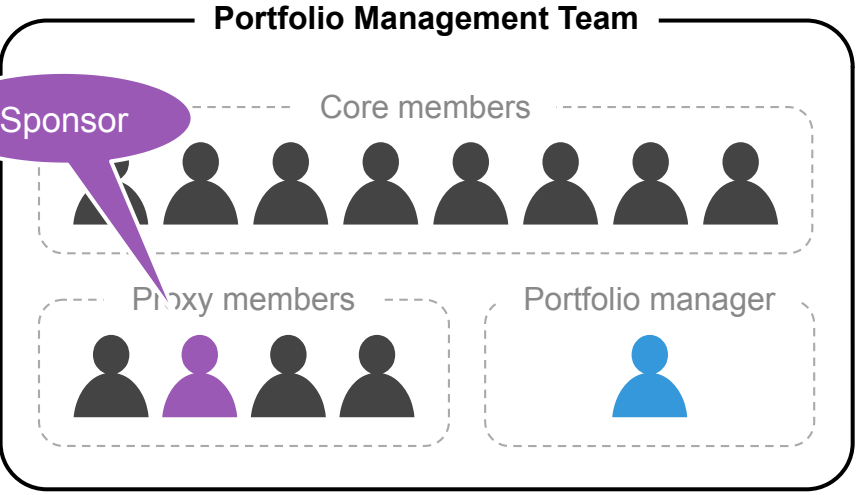 Portfolio Management Team
Sponsor
Core members
Proxy members
Portfolio manager